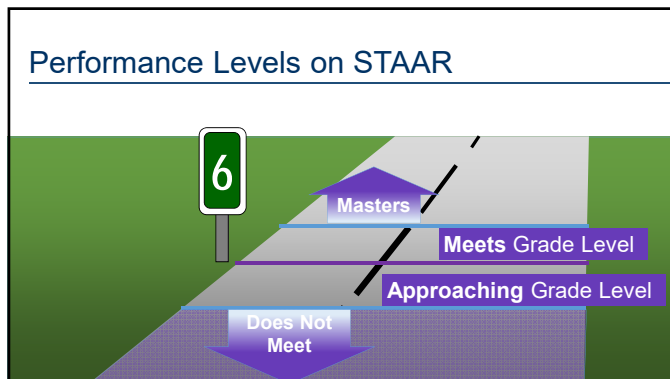 Performance Levels on STAAR
6
Masters
Meets Grade Level
Approaching Grade Level
Does Not
Meet